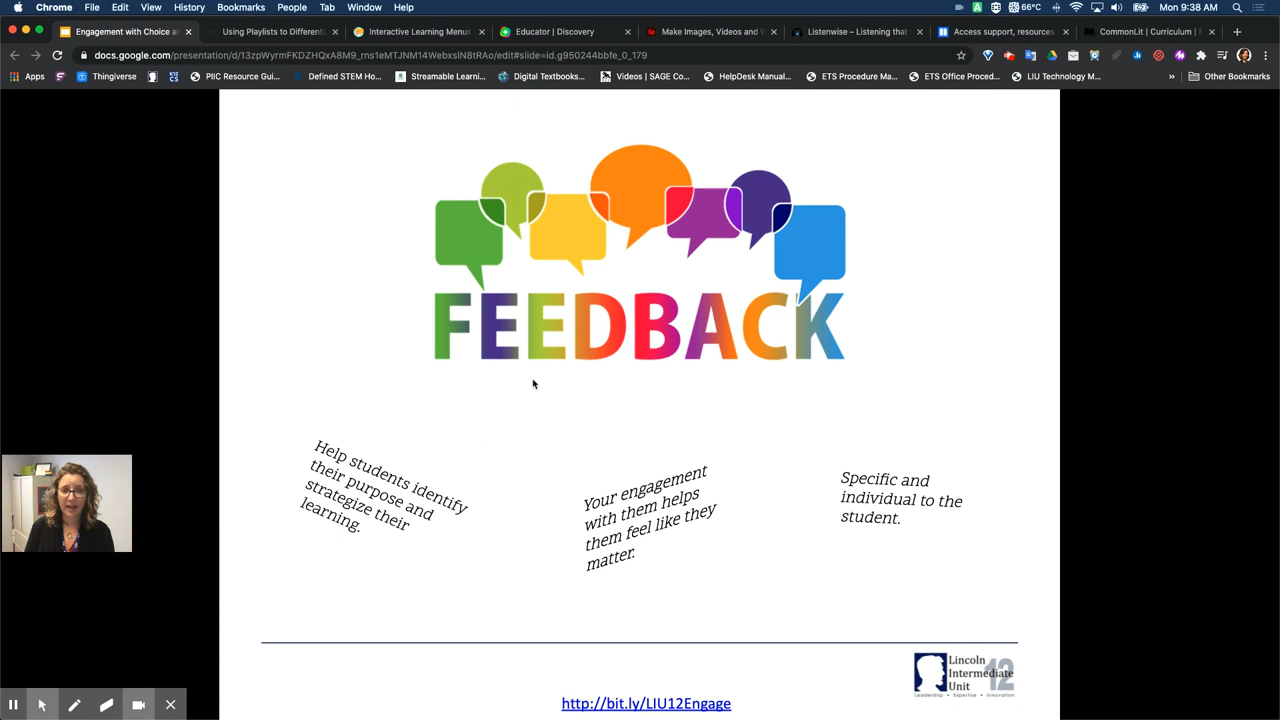 Chrome File Edit View History Bookmarks People Tab Window Help 66°C Mon 9:38 AM
Engagement with Choice a Using Playlists to Differenti Interactive Learning Menus Educator | Discovery Make Images, Videos and W Listenwise – Listening that Access support, resources CommonLit | Curriculum |
docs.google.com/presentation/d/13zpWyrmFKDZHQxA8M9_rns1eMTJNM14WebxslN8tRAo/edit#slide=id.g950244bbfe_0_179
Apps Thingiverse PIIC Resource Gui... Defined STEM Ho... Streamable Learni... Digital Textbooks... Videos | SAGE Co... HelpDesk Manual... ETS Procedure Ma... ETS Office Proced... LIU Technology M... » Other Bookmarks
FEEDBACK
Help students identify
their purpose and
strategize their
learning.
Your engagement
with them helps
them feel like they
matter.
Specific and
individual to the
student.
Lincoln
Intermediate
Unit
12
Leadership • Expertise • Innovation
http://bit.ly/LIU12Engage